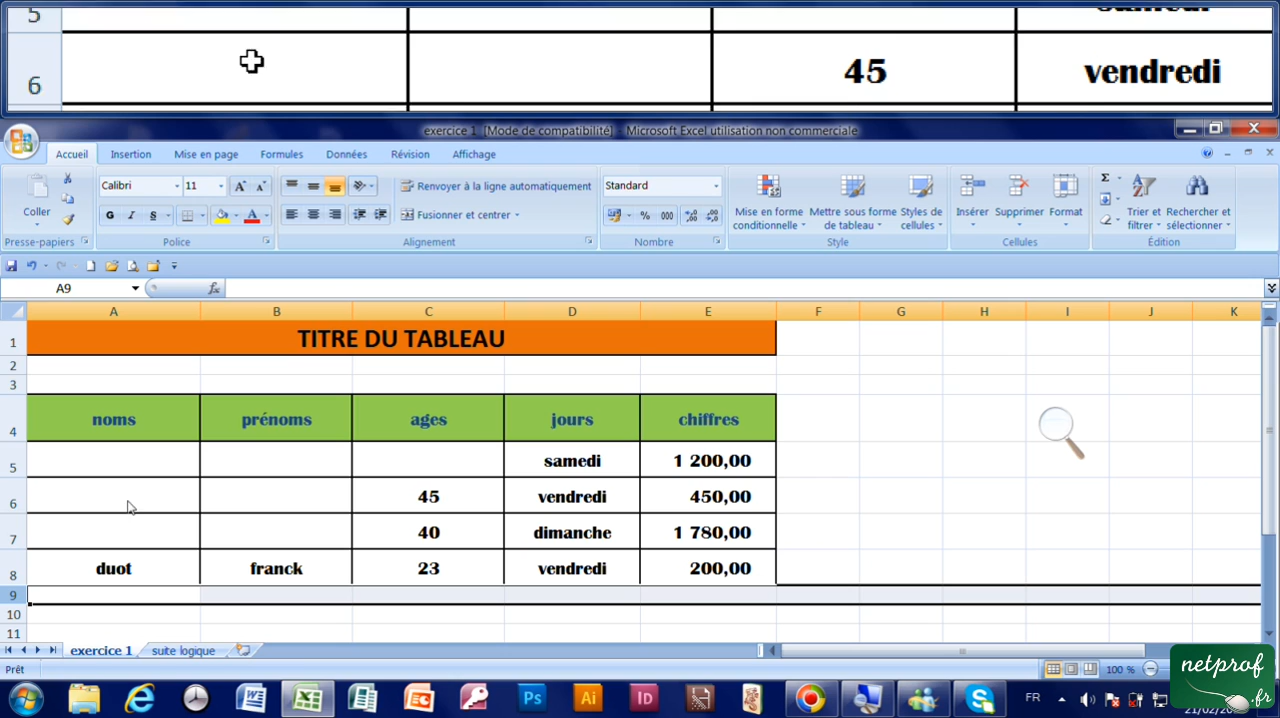 5
6 45 vendredi
exercice 1 [Mode de compatibilité] - Microsoft Excel utilisation non commerciale
Accueil Insertion Mise en page Formules Données Révision Affichage
Calibri 11 Renvoyer à la ligne automatiquement Standard
Coller G I S Fusionner et centrer % 000 Mise en forme conditionnelle Mettre sous forme de tableau Styles de cellules Insérer Supprimer Format Σ Trier et filtrer Rechercher et sélectionner
Presse-papiers Police Alignement Nombre Style Cellules Édition
A9 fx
A B C D E F G H I J K
1 TITRE DU TABLEAU
2
3
4 noms prénoms ages jours chiffres
5 samedi 1 200,00
6 45 vendredi 450,00
7 40 dimanche 1 780,00
8 duot franck 23 vendredi 200,00
9
10
11
exercice 1 suite logique
Prêt 100 %
netprof
.fr
Ps Ai ID FR